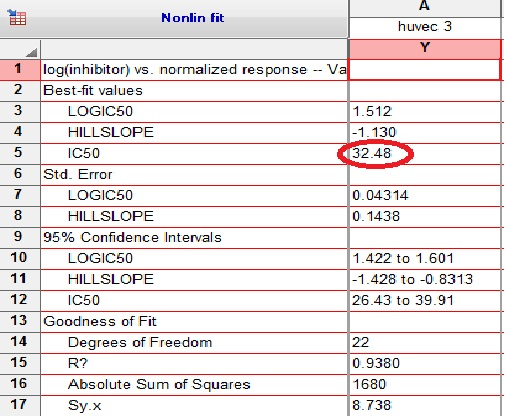 Nonlin fit A
huvec 3
Y
1 log(inhibitor) vs. normalized response -- Va
2 Best-fit values
3 LOGIC50 1.512
4 HILLSLOPE -1.130
5 IC50 32.48
6 Std. Error
7 LOGIC50 0.04314
8 HILLSLOPE 0.1438
9 95% Confidence Intervals
10 LOGIC50 1.422 to 1.601
11 HILLSLOPE -1.428 to -0.8313
12 IC50 26.43 to 39.91
13 Goodness of Fit
14 Degrees of Freedom 22
15 R? 0.9380
16 Absolute Sum of Squares 1680
17 Sy.x 8.738